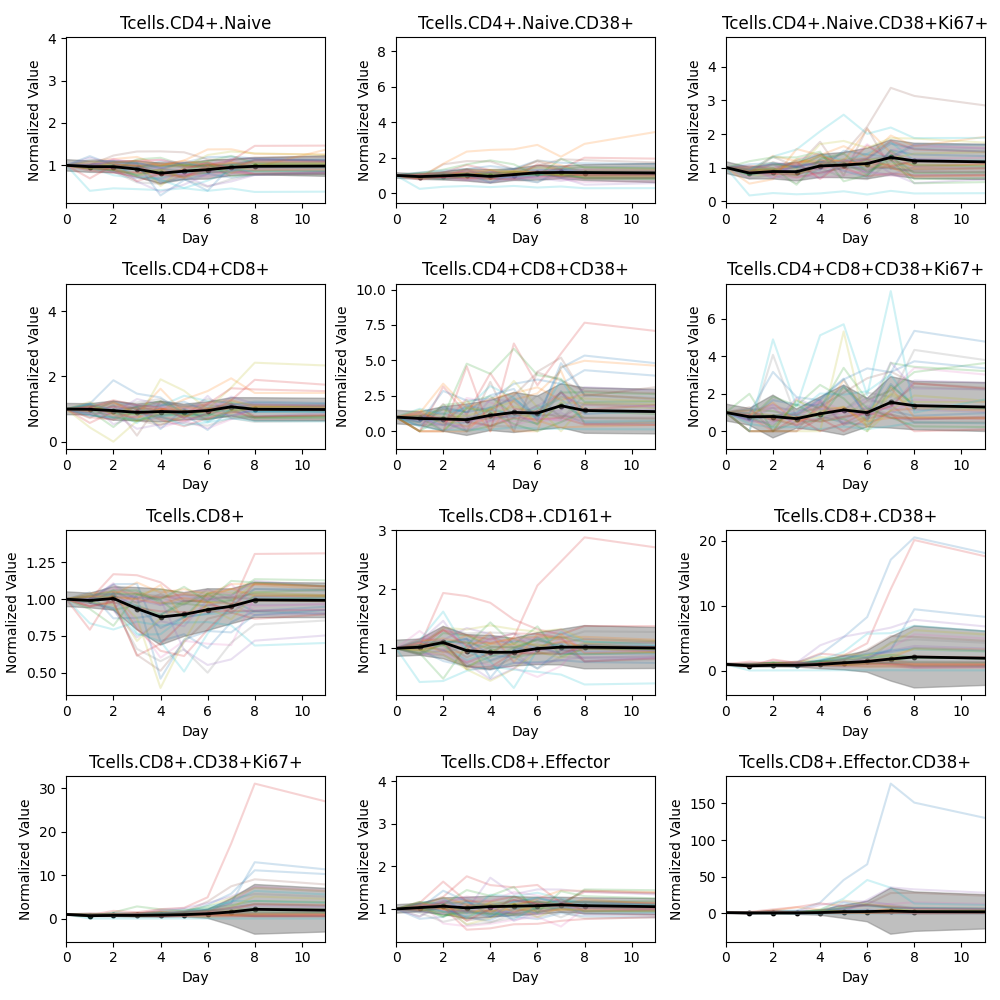 Tcells.CD4+.Naive
Normalized Value
4
3
2
1
0 2 4 6 8 10
Day
Tcells.CD4+.Naive.CD38+
Normalized Value
8
6
4
2
0
0 2 4 6 8 10
Day
Tcells.CD4+.Naive.CD38+Ki67+
Normalized Value
4
3
2
1
0
0 2 4 6 8 10
Day
Tcells.CD4+CD8+
Normalized Value
4
2
0
0 2 4 6 8 10
Day
Tcells.CD4+CD8+CD38+
Normalized Value
10.0
7.5
5.0
2.5
0.0
0 2 4 6 8 10
Day
Tcells.CD4+CD8+CD38+Ki67+
Normalized Value
6
4
2
0
0 2 4 6 8 10
Day
Tcells.CD8+
Normalized Value
1.25
1.00
0.75
0.50
0 2 4 6 8 10
Day
Tcells.CD8+.CD161+
Normalized Value
3
2
1
0 2 4 6 8 10
Day
Tcells.CD8+.CD38+
Normalized Value
20
10
0
0 2 4 6 8 10
Day
Tcells.CD8+.CD38+Ki67+
Normalized Value
30
20
10
0
0 2 4 6 8 10
Day
Tcells.CD8+.Effector
Normalized Value
4
3
2
1
0 2 4 6 8 10
Day
Tcells.CD8+.Effector.CD38+
Normalized Value
150
100
50
0
0 2 4 6 8 10
Day